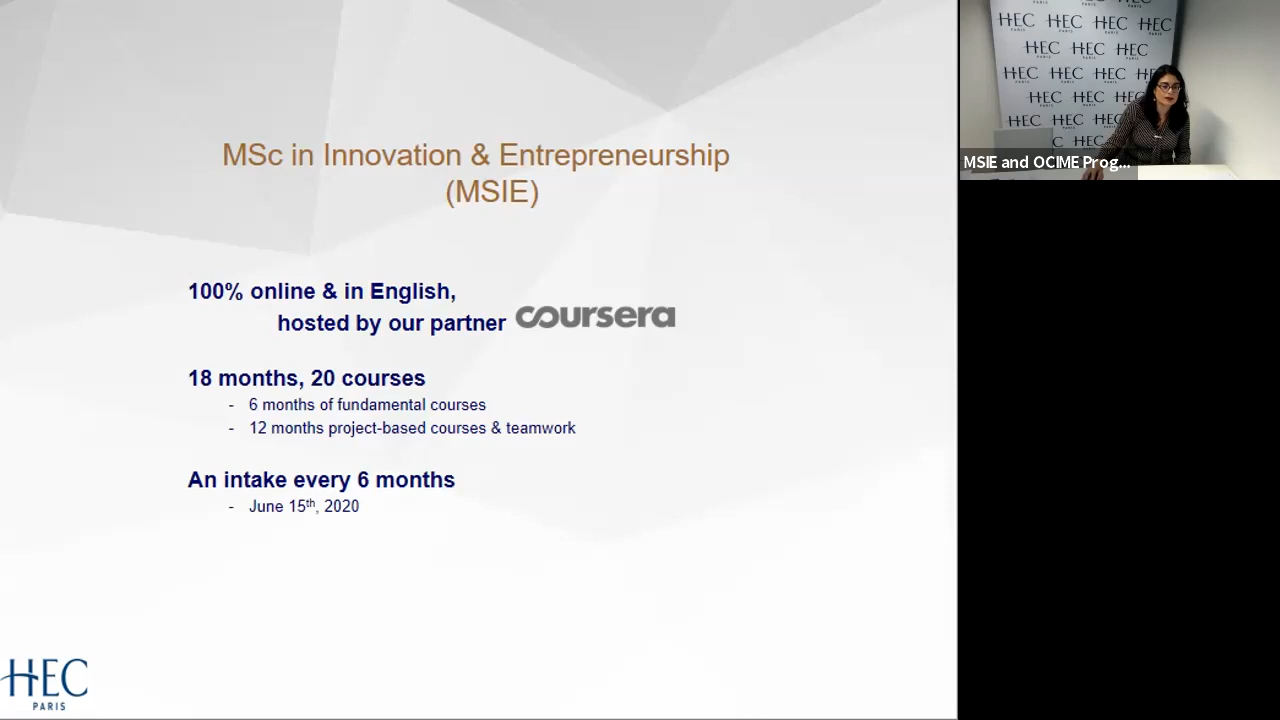 MSc in Innovation & Entrepreneurship
(MSIE)
100% online & in English,
hosted by our partner coursera
18 months, 20 courses
- 6 months of fundamental courses
- 12 months project-based courses & teamwork
An intake every 6 months
- June 15th, 2020
HEC
PARIS
HEC HEC HEC HEC
HEC HEC HEC
HEC HEC HEC HEC
HEC HEC HEC
HEC HEC HEC
HEC
MSIE and OCIME Prog...